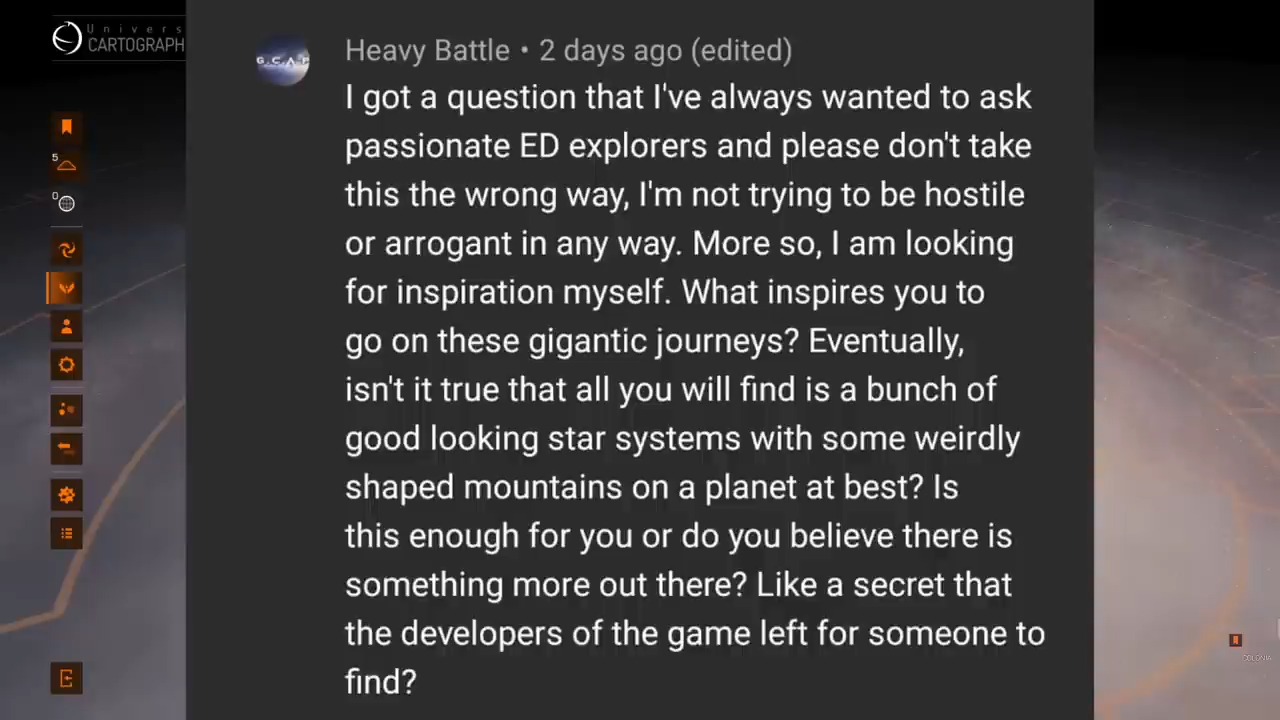 Univers
CARTOGRAPH
5
0
G.C.A.P
Heavy Battle • 2 days ago (edited)
I got a question that I've always wanted to ask
passionate ED explorers and please don't take
this the wrong way, I'm not trying to be hostile
or arrogant in any way. More so, I am looking
for inspiration myself. What inspires you to
go on these gigantic journeys? Eventually,
isn't it true that all you will find is a bunch of
good looking star systems with some weirdly
shaped mountains on a planet at best? Is
this enough for you or do you believe there is
something more out there? Like a secret that
the developers of the game left for someone to
find?
COLONIA